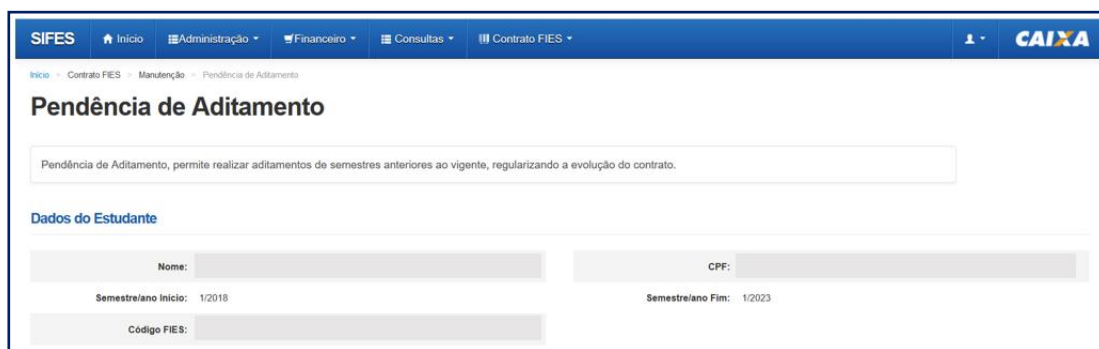 SIFES Início Administração Financeiro Consultas Contrato FIES CAIXA
Início > Contrato FIES > Manutenção > Pendência de Aditamento
Pendência de Aditamento
Pendência de Aditamento, permite realizar aditamentos de semestres anteriores ao vigente, regularizando a evolução do contrato.
Dados do Estudante
Nome: CPF:
Semestre/ano Inicio: 1/2018 Semestre/ano Fim: 1/2023
Código FIES: